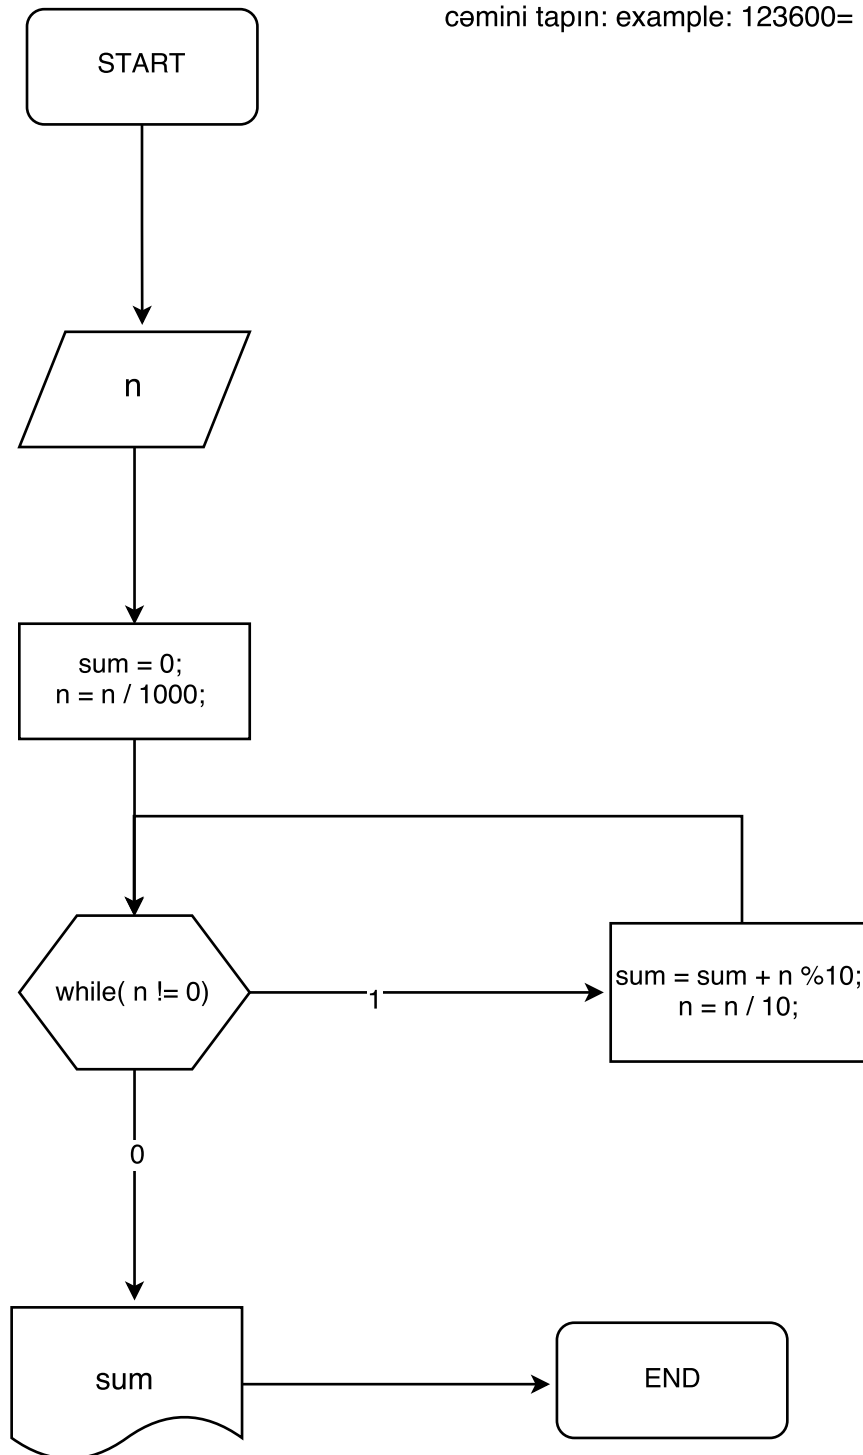 cəmini tapın: example: 123600=
START
n
sum = 0;
n = n / 1000;
while( n != 0)
1
sum = sum + n %10;
n = n / 10;
0
sum
END